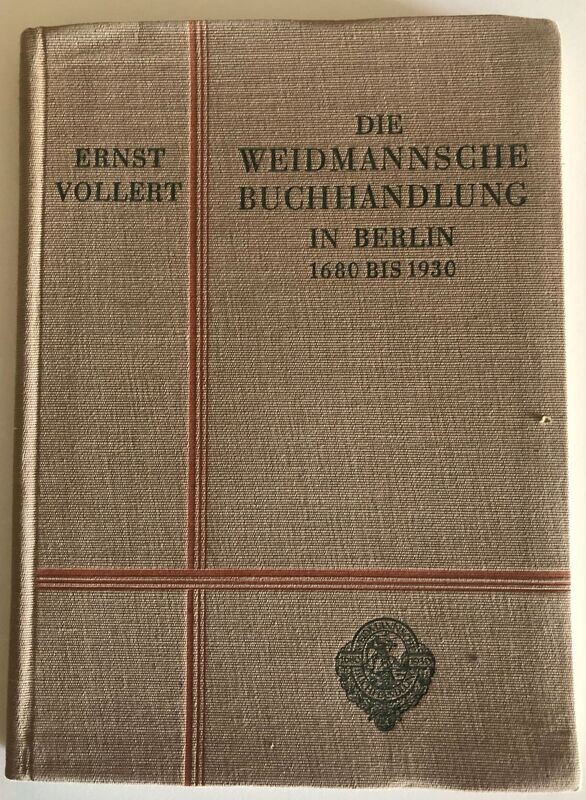 ERNST
VOLLERT
DIE
WEIDMANNSCHE
BUCHHANDLUNG
IN BERLIN
1680 BIS 1930